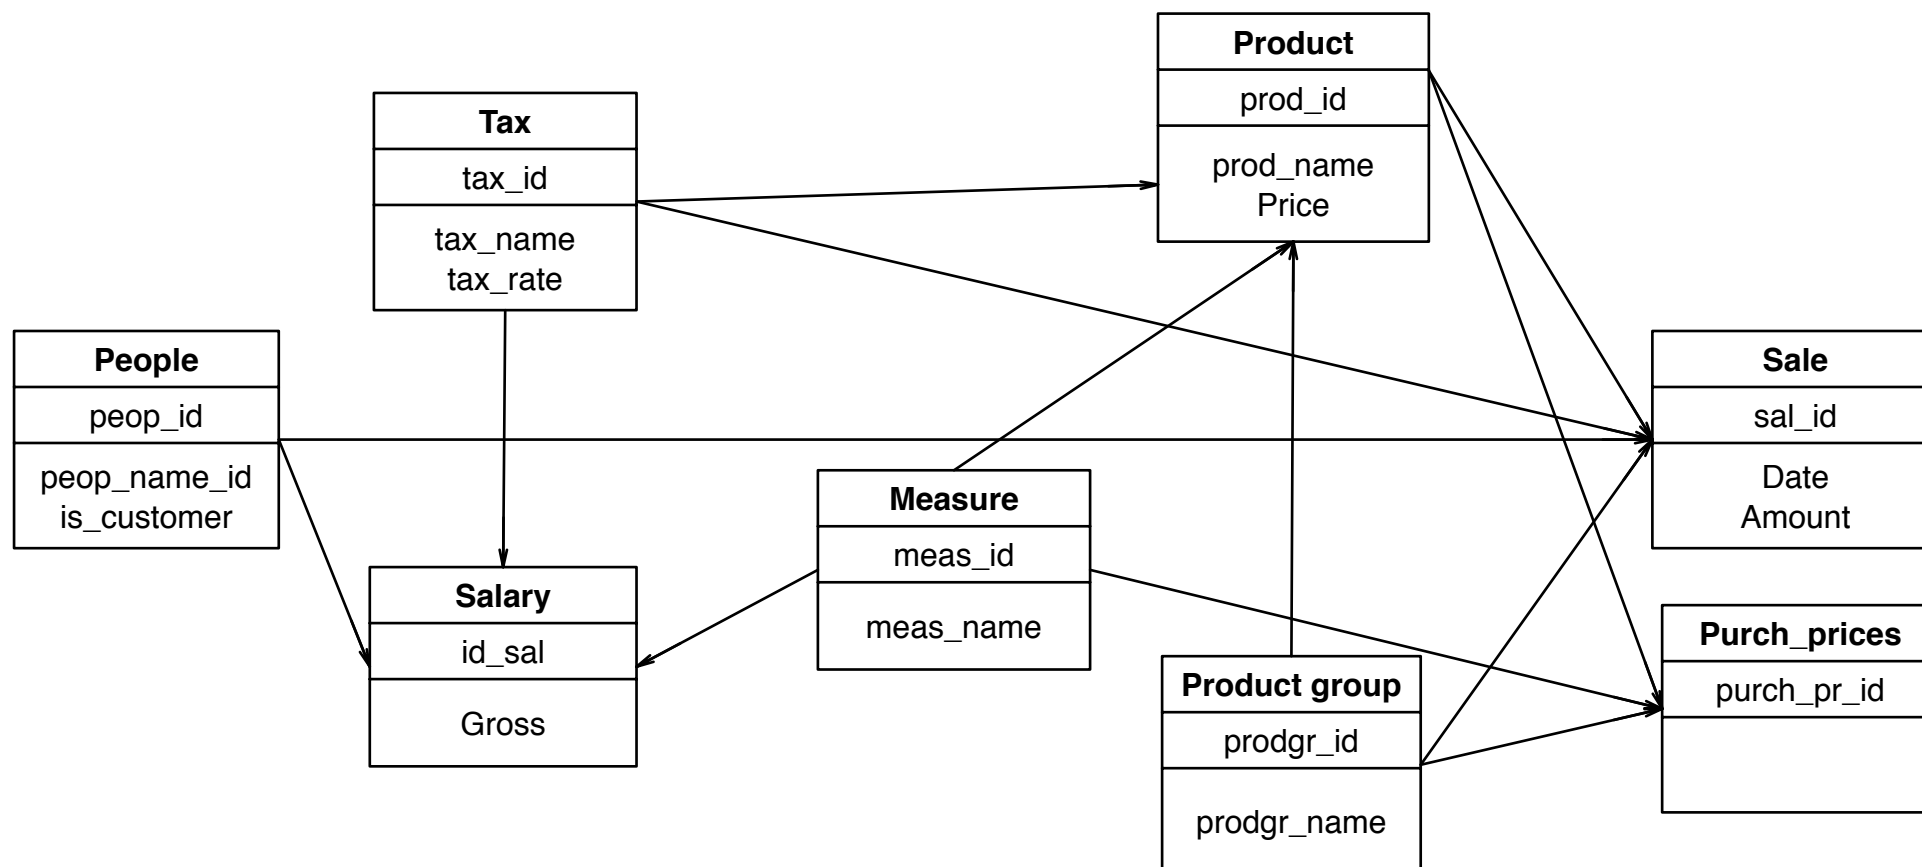 Product
prod_id
prod_name
Price
Tax
tax_id
tax_name
tax_rate
People
peop_id
peop_name_id
is_customer
Sale
sal_id
Date
Amount
Measure
meas_id
meas_name
Salary
id_sal
Gross
Purch_prices
purch_pr_id
Product group
prodgr_id
prodgr_name